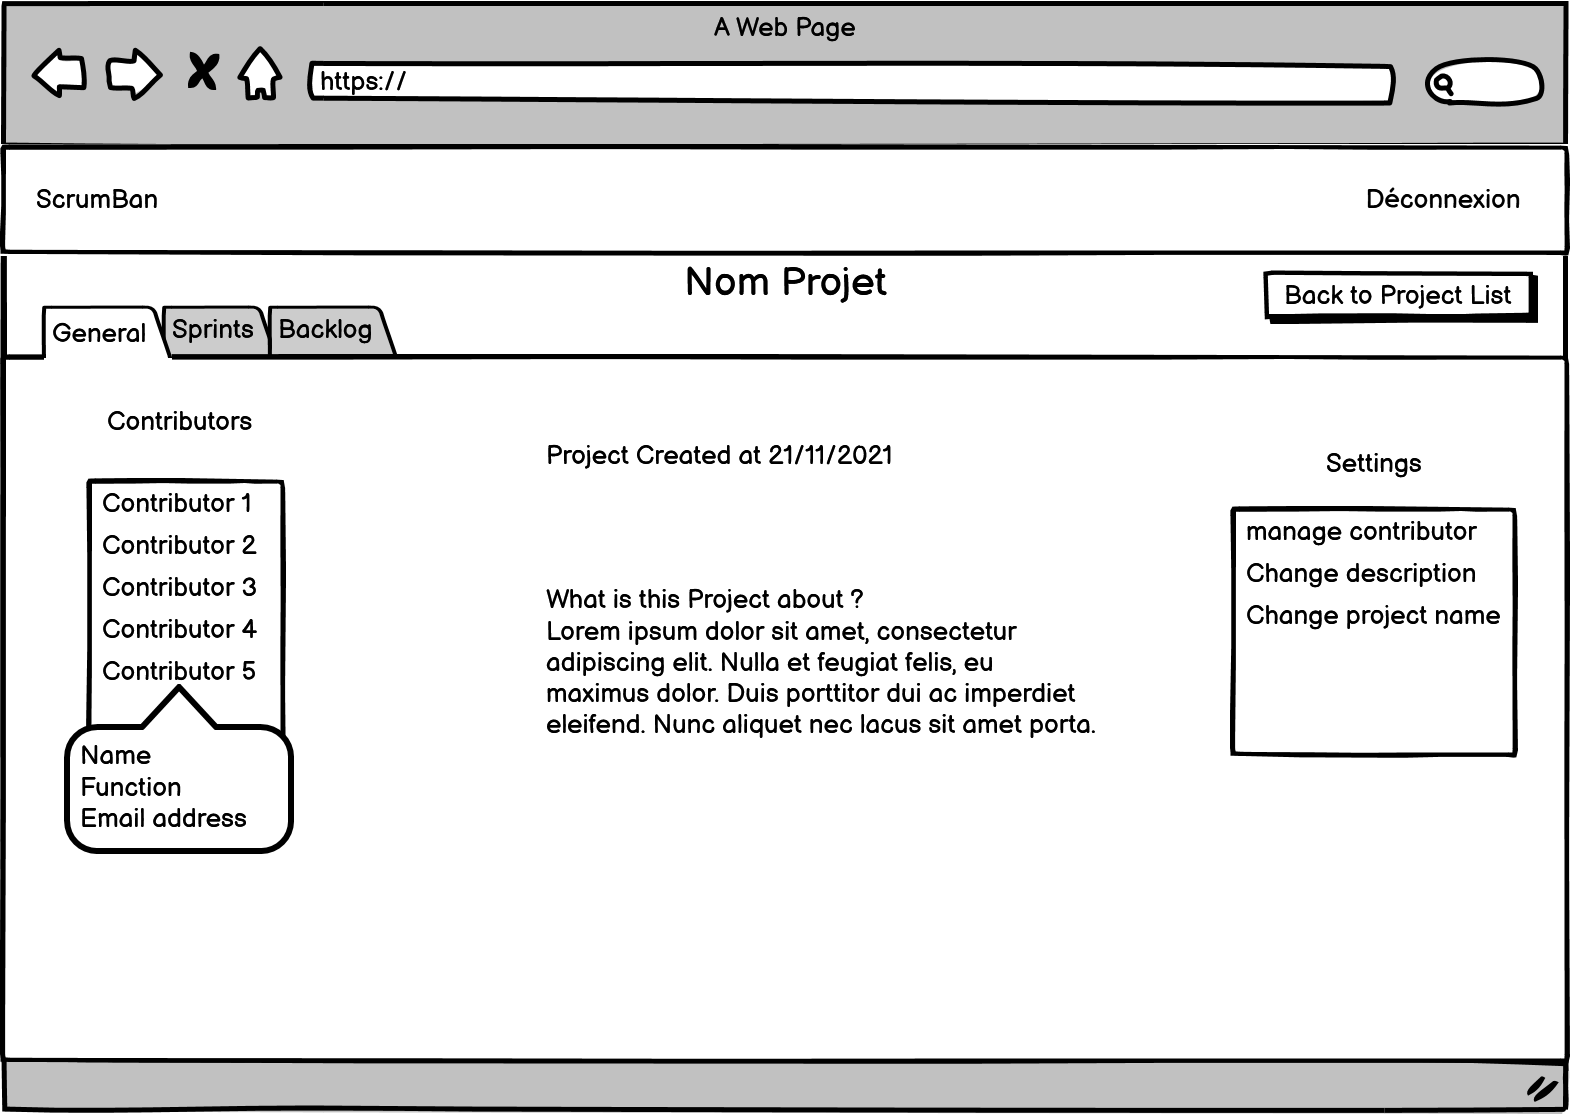 A Web Page
https://
ScrumBan
Déconnexion
Nom Projet
Back to Project List
General
Sprints
Backlog
Contributors
Contributor 1
Contributor 2
Contributor 3
Contributor 4
Contributor 5
Name
Function
Email address
Project Created at 21/11/2021
What is this Project about ?
Lorem ipsum dolor sit amet, consectetur
adipiscing elit. Nulla et feugiat felis, eu
maximus dolor. Duis porttitor dui ac imperdiet
eleifend. Nunc aliquet nec lacus sit amet porta.
Settings
manage contributor
Change description
Change project name